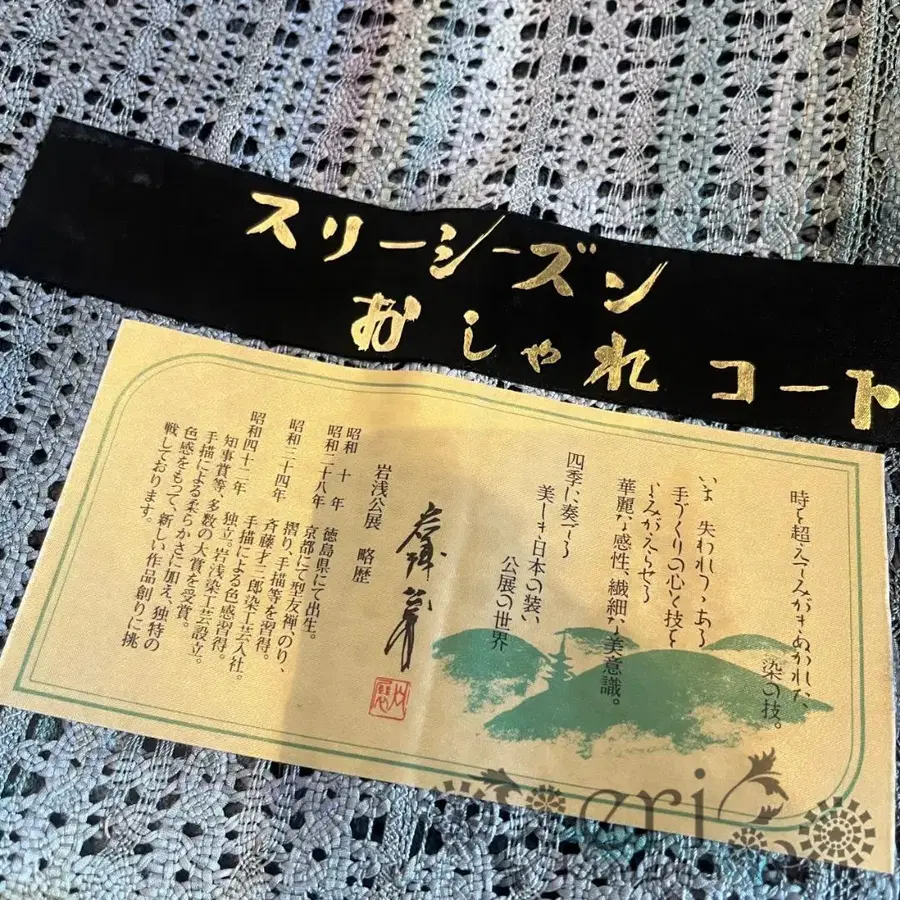 スリーシーズン
おしゃれコート
時を超えてみがきぬかれた、
染の技。
いま 失われつつある
手づくりの心と技を
よみがえらせる
華麗な感性、繊細な美意識。
四季に奏でる
美しき日本の装い
公展の世界
岩浅公展 略歴
昭和 十 年 徳島県にて出生。
昭和二十八年 京都にて型友禅の のり、
摺り、手描等を習得。
昭和三十四年 斉藤才三郎染工芸入社。
手描による色感習得。
昭和四十二年 独立。岩浅染工芸設立。
知事賞等、多数の大賞を受賞。
手描による柔らかさに加え、独特の
色感をもって、新しい作品創りに挑
戦しております。
eri